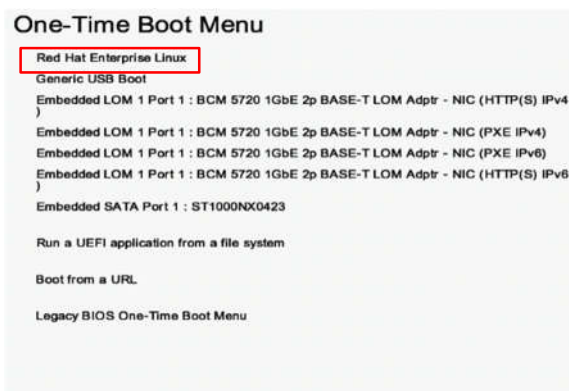 One-Time Boot Menu
Red Hat Enterprise Linux
Generic USB Boot
Embedded LOM 1 Port 1 : BCM 5720 1GbE 2p BASE-T LOM Adptr - NIC (HTTP(S) IPv4
)
Embedded LOM 1 Port 1 : BCM 5720 1GbE 2p BASE-T LOM Adptr - NIC (PXE IPv4)
Embedded LOM 1 Port 1 : BCM 5720 1GbE 2p BASE-T LOM Adptr - NIC (PXE IPv6)
Embedded LOM 1 Port 1 : BCM 5720 1GbE 2p BASE-T LOM Adptr - NIC (HTTP(S) IPv6
)
Embedded SATA Port 1 : ST1000NX0423
Run a UEFI application from a file system
Boot from a URL
Legacy BIOS One-Time Boot Menu